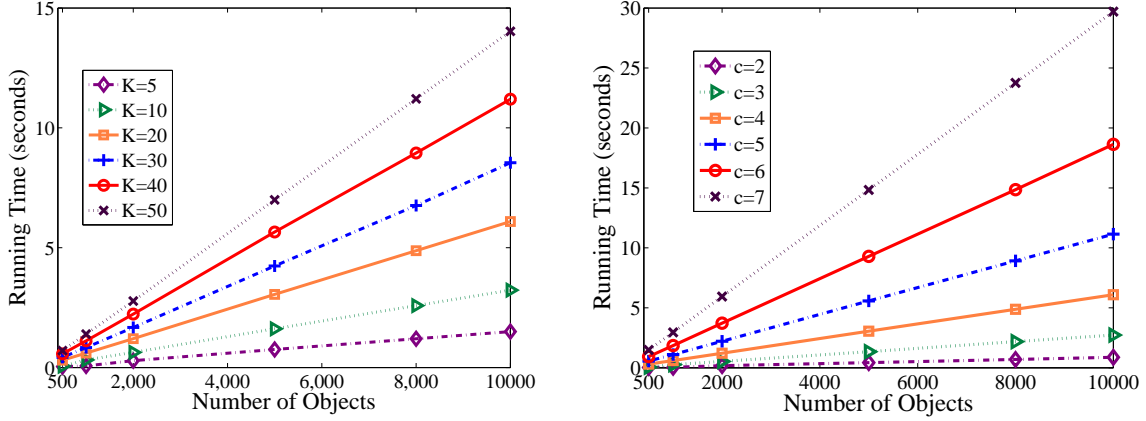 15
10
5
0
Running Time (seconds)
K=5
K=10
K=20
K=30
K=40
K=50
500
2,000
4,000
6,000
8,000
10000
Number of Objects
30
25
20
15
10
5
0
Running Time (seconds)
c=2
c=3
c=4
c=5
c=6
c=7
500
2000
4000
6000
8000
10000
Number of Objects